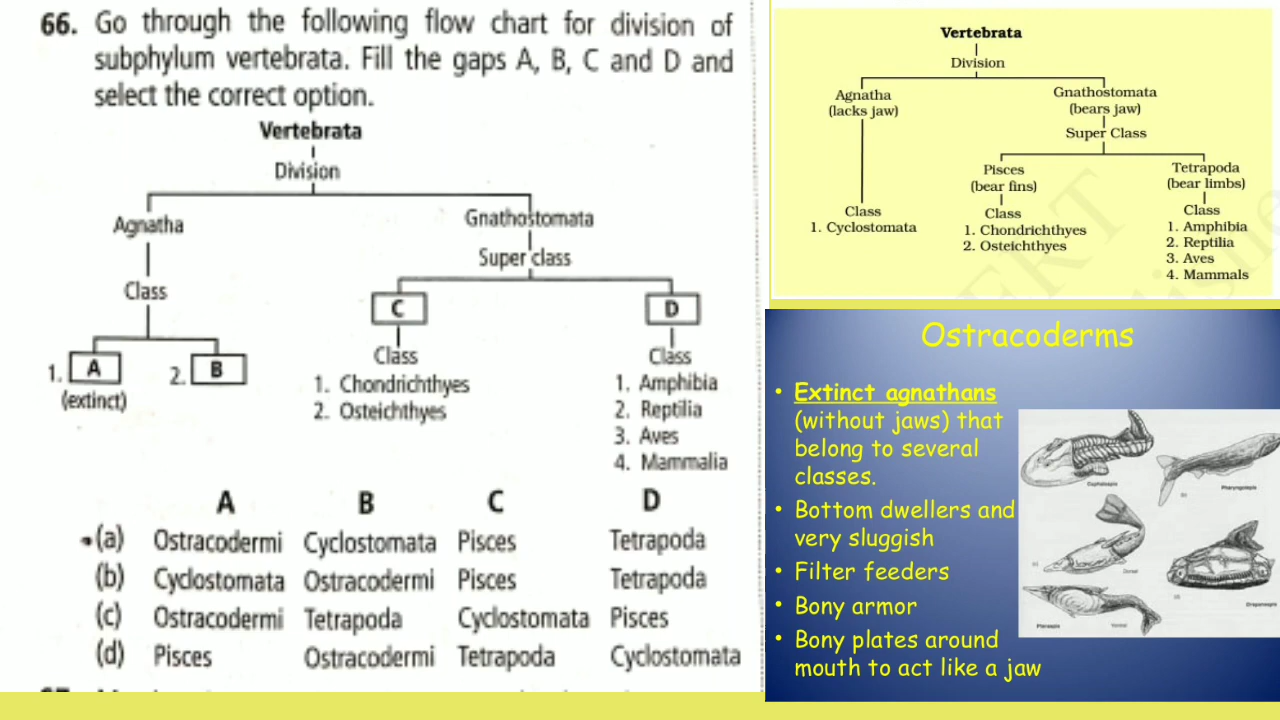 66. Go through the following flow chart for division of
subphylum vertebrata. Fill the gaps A, B, C and D and
select the correct option.
Vertebrata
Division
Agnatha
Gnathostomata
Super class
Class
C
D
1. A
2. B
(extinct)
Class
1. Chondrichthyes
2. Osteichthyes
Class
1. Amphibia
2. Reptilia
3. Aves
4. Mammalia
A B C D
(a) Ostracodermi Cyclostomata Pisces Tetrapoda
(b) Cyclostomata Ostracodermi Pisces Tetrapoda
(c) Ostracodermi Tetrapoda Cyclostomata Pisces
(d) Pisces Ostracodermi Tetrapoda Cyclostomata
Vertebrata
Division
Agnatha
(lacks jaw)
Gnathostomata
(bears jaw)
Super Class
Pisces
(bear fins)
Tetrapoda
(bear limbs)
Class
1. Cyclostomata
Class
1. Chondrichthyes
2. Osteichthyes
Class
1. Amphibia
2. Reptilia
3. Aves
4. Mammals
Ostracoderms
• Extinct agnathans
(without jaws) that
belong to several
classes.
• Bottom dwellers and
very sluggish
• Filter feeders
• Bony armor
• Bony plates around
mouth to act like a jaw
Dorsal
Ventral